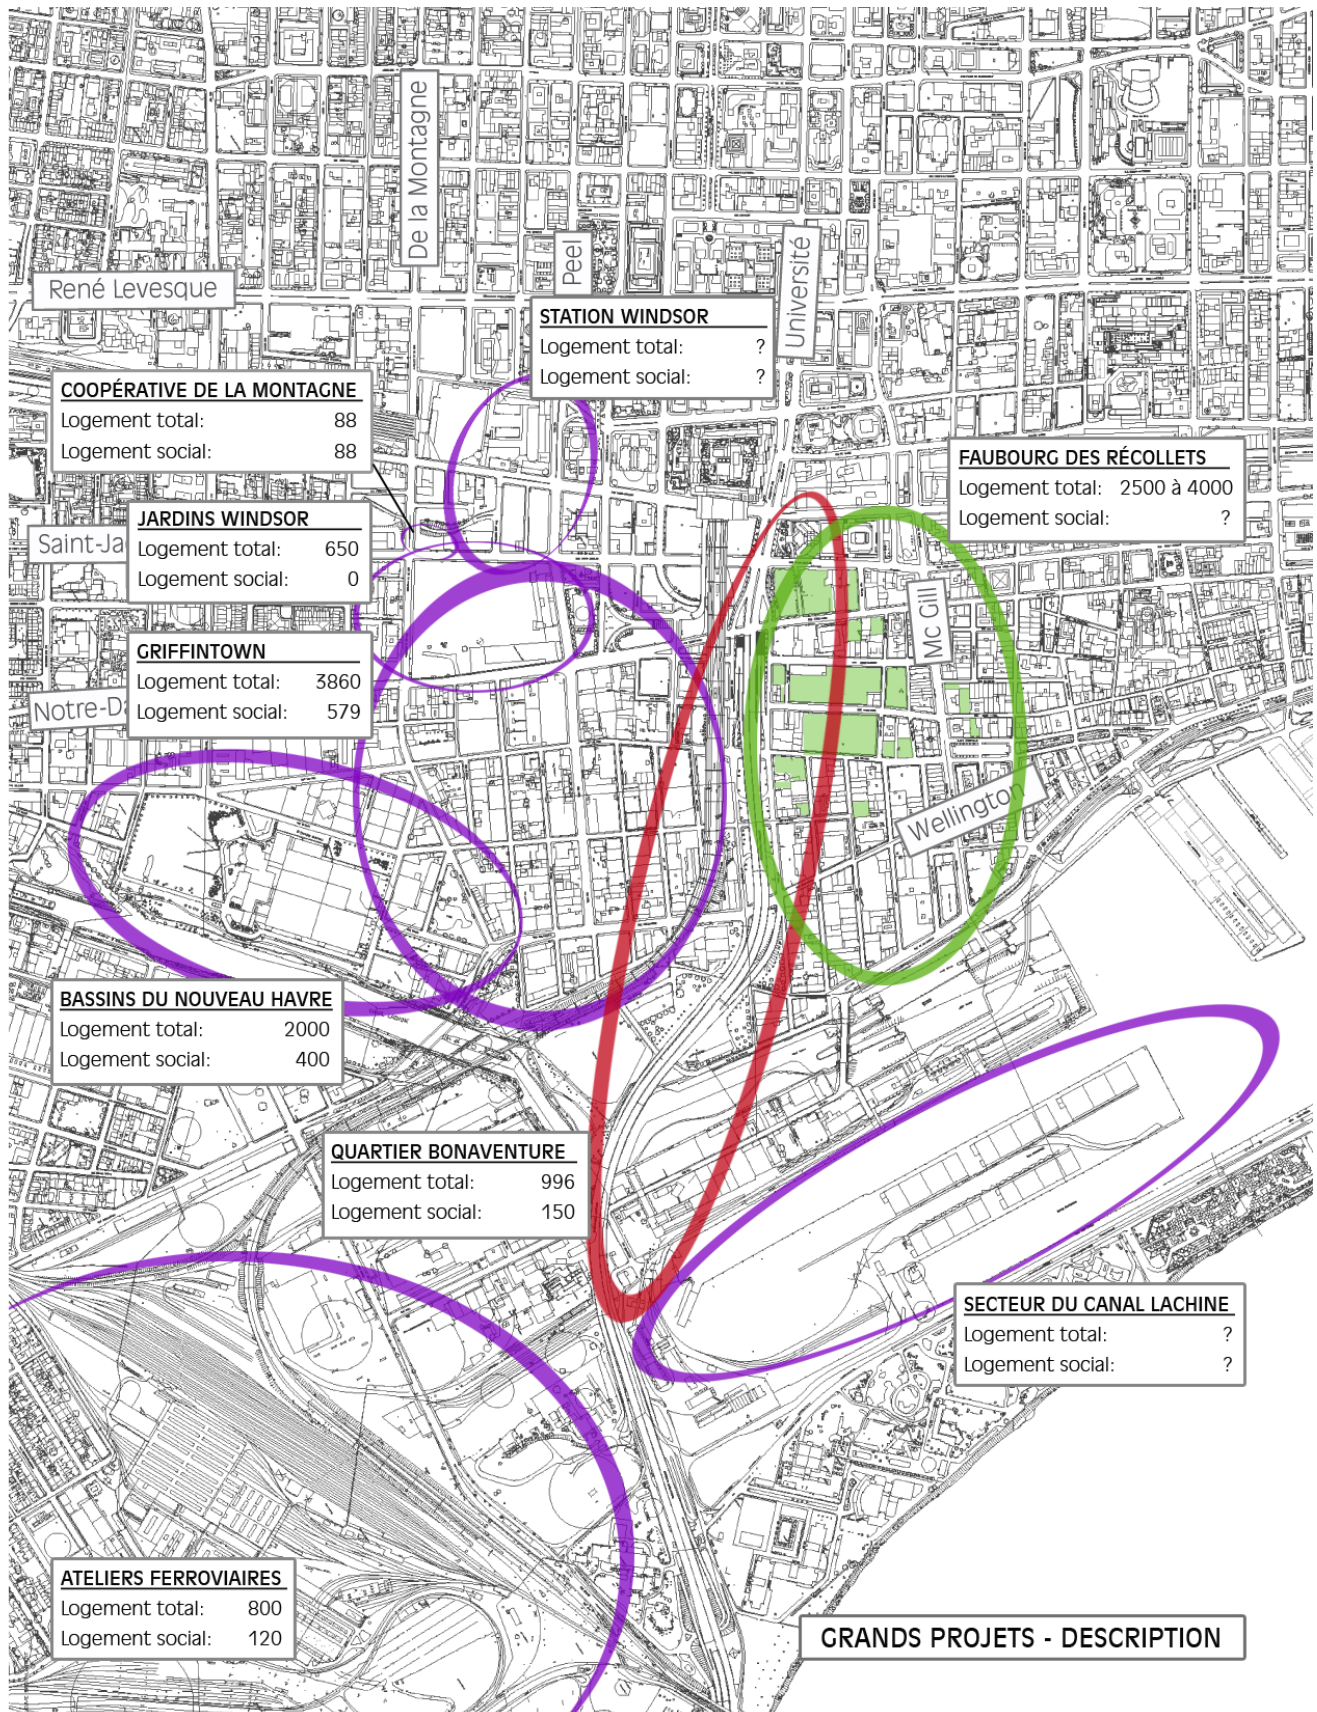 De la Montagne
Peel
Université
René Levesque
STATION WINDSOR
Logement total: ?
Logement social: ?
COOPÉRATIVE DE LA MONTAGNE
Logement total: 88
Logement social: 88
FAUBOURG DES RÉCOLLETS
Logement total: 2500 à 4000
Logement social: ?
JARDINS WINDSOR
Logement total: 650
Logement social: 0
Saint-Ja
Mc Gill
GRIFFINTOWN
Logement total: 3860
Logement social: 579
Notre-Da
Wellington
BASSINS DU NOUVEAU HAVRE
Logement total: 2000
Logement social: 400
QUARTIER BONAVENTURE
Logement total: 996
Logement social: 150
SECTEUR DU CANAL LACHINE
Logement total: ?
Logement social: ?
ATELIERS FERROVIAIRES
Logement total: 800
Logement social: 120
GRANDS PROJETS - DESCRIPTION